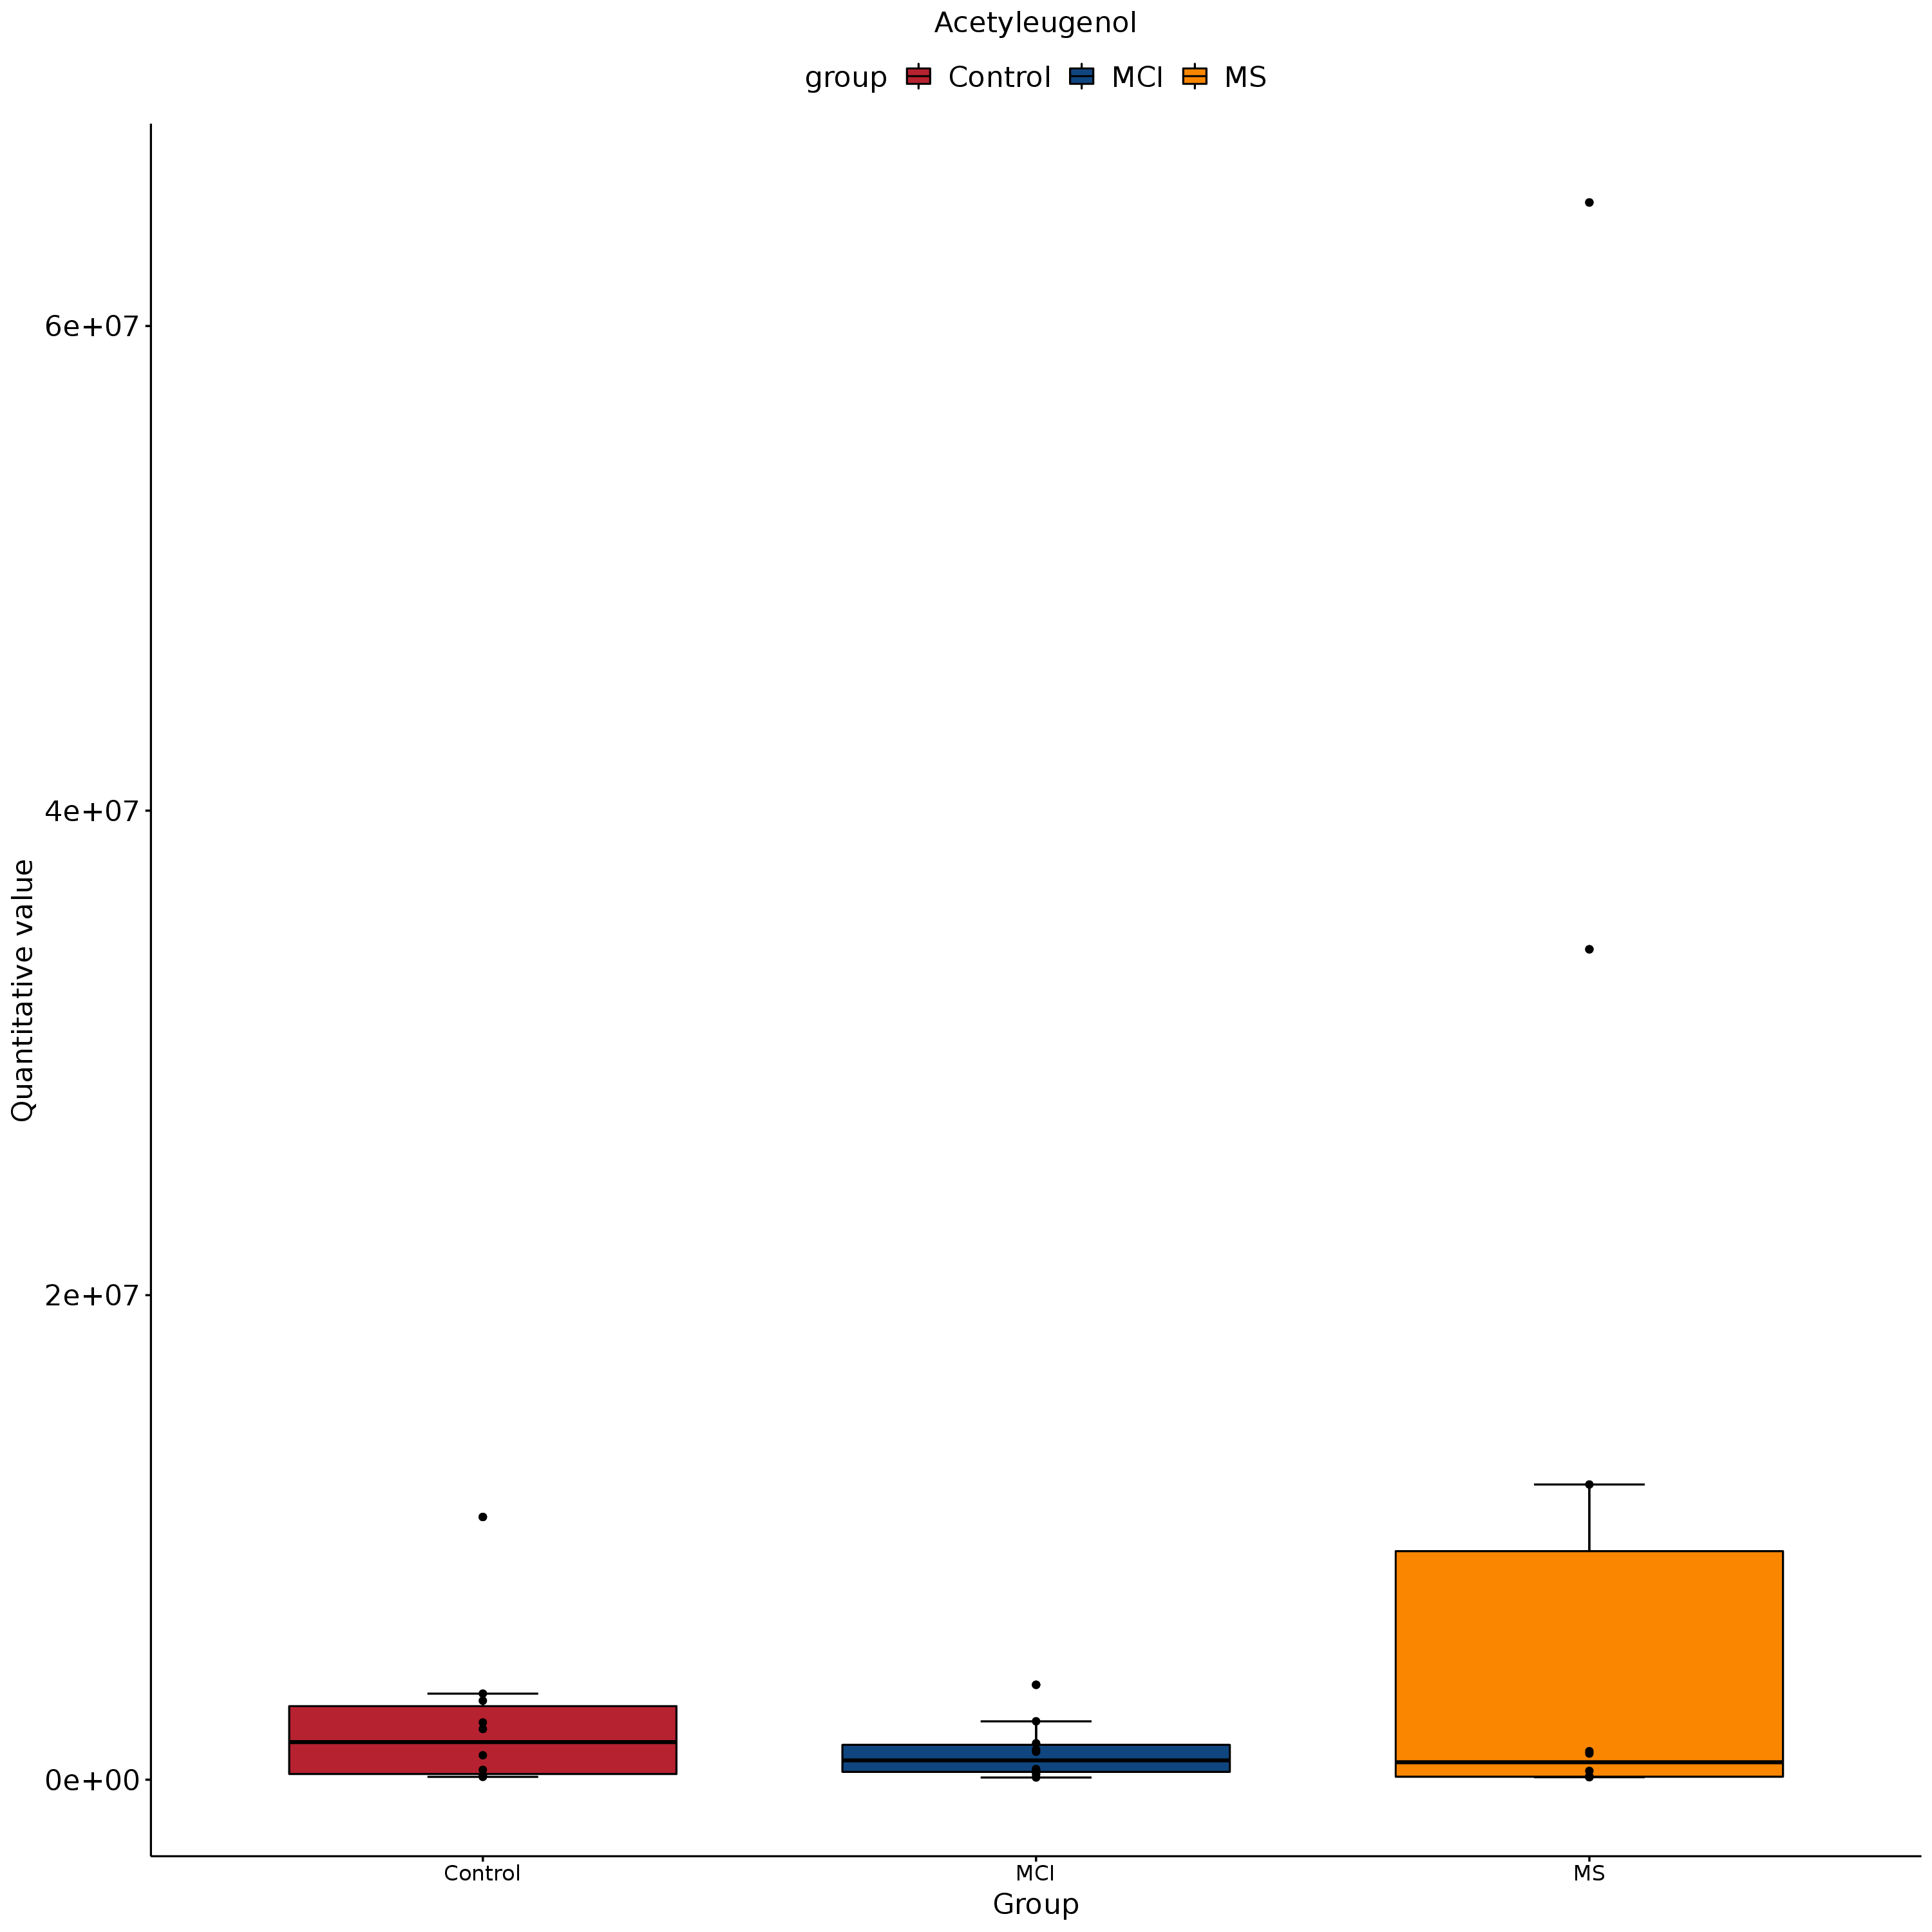 Acetyleugenol
group Control MCI MS
Quantitative value
6e+07
4e+07
2e+07
0e+00
Control MCI MS
Group